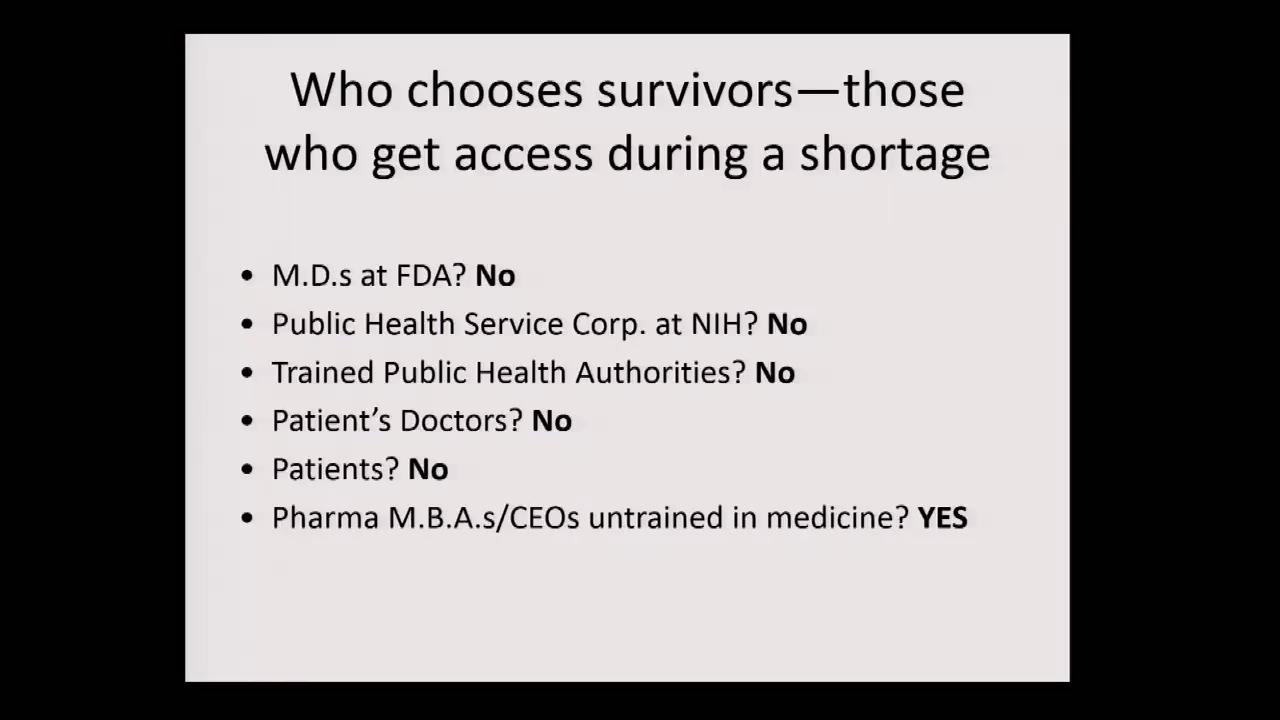 Who chooses survivors—those
who get access during a shortage
• M.D.s at FDA? No
• Public Health Service Corp. at NIH? No
• Trained Public Health Authorities? No
• Patient’s Doctors? No
• Patients? No
• Pharma M.B.A.s/CEOs untrained in medicine? YES